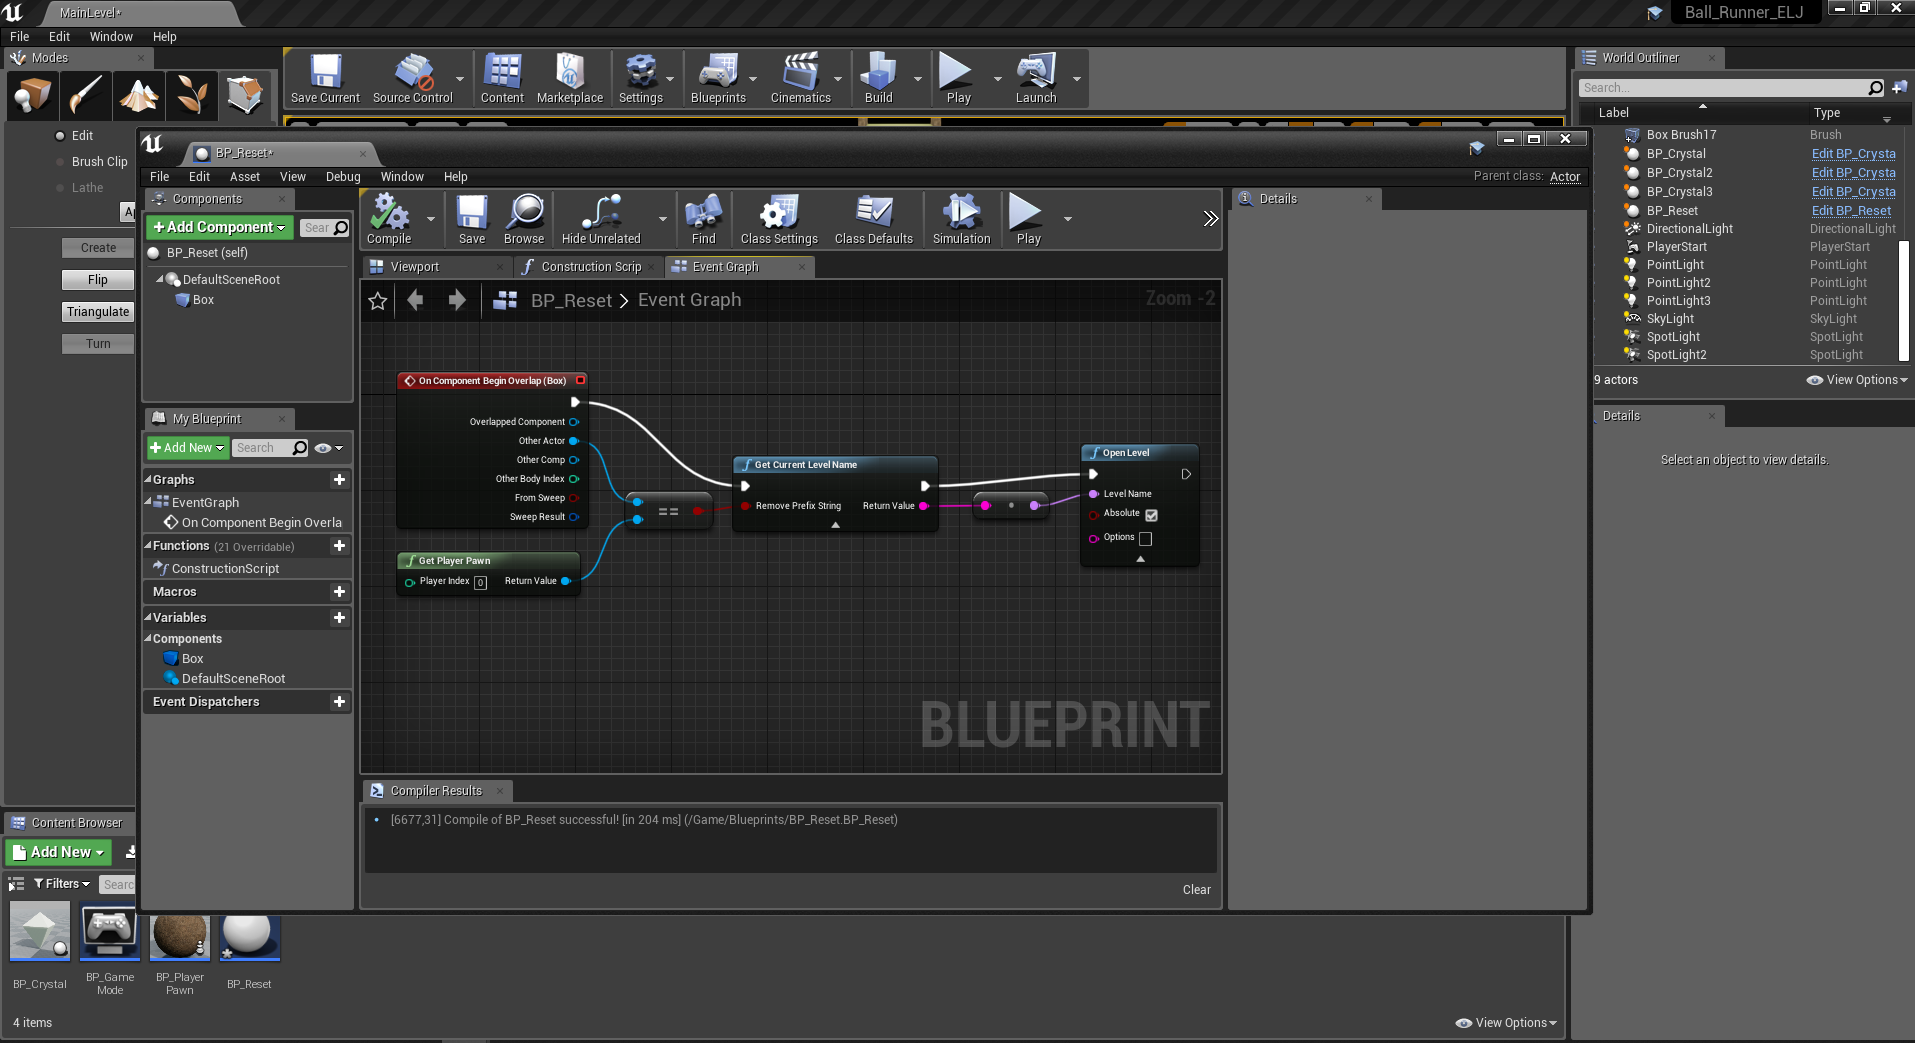 MainLevel*
Ball_Runner_ELJ
File Edit Window Help
Modes
Save Current Source Control Content Marketplace Settings Blueprints Cinematics Build Play Launch
World Outliner
Search...
Label Type
Edit
Brush Clip
Lathe
Create
Flip
Triangulate
Turn
Box Brush17 Brush
BP_Crystal Edit BP_Crysta
BP_Crystal2 Edit BP_Crysta
BP_Crystal3 Edit BP_Crysta
BP_Reset Edit BP_Reset
DirectionalLight DirectionalLight
PlayerStart PlayerStart
PointLight PointLight
PointLight2 PointLight
PointLight3 PointLight
SkyLight SkyLight
SpotLight SpotLight
SpotLight2 SpotLight
9 actors View Options
Details
Select an object to view details.
BP_Reset*
File Edit Asset View Debug Window Help
Parent class: Actor
Components
+ Add Component Sear
BP_Reset (self)
DefaultSceneRoot
Box
Compile Save Browse Hide Unrelated Find Class Settings Class Defaults Simulation Play
Details
Viewport Construction Scrip Event Graph
BP_Reset > Event Graph
Zoom -2
My Blueprint
+ Add New Search
Graphs
EventGraph
On Component Begin Overla
Functions (21 Overridable)
ConstructionScript
Macros
Variables
Components
Box
DefaultSceneRoot
Event Dispatchers
On Component Begin Overlap (Box)
Overlapped Component
Other Actor
Other Comp
Other Body Index
From Sweep
Sweep Result
Get Player Pawn
Player Index 0 Return Value
==
Get Current Level Name
Remove Prefix String Return Value
Open Level
Level Name
Absolute
Options
BLUEPRINT
Compiler Results
[6677,31] Compile of BP_Reset successful! [in 204 ms] (/Game/Blueprints/BP_Reset.BP_Reset)
Clear
Content Browser
Add New
Filters Searc
BP_Crystal
BP_Game
Mode
BP_Player
Pawn
BP_Reset
4 items
View Options